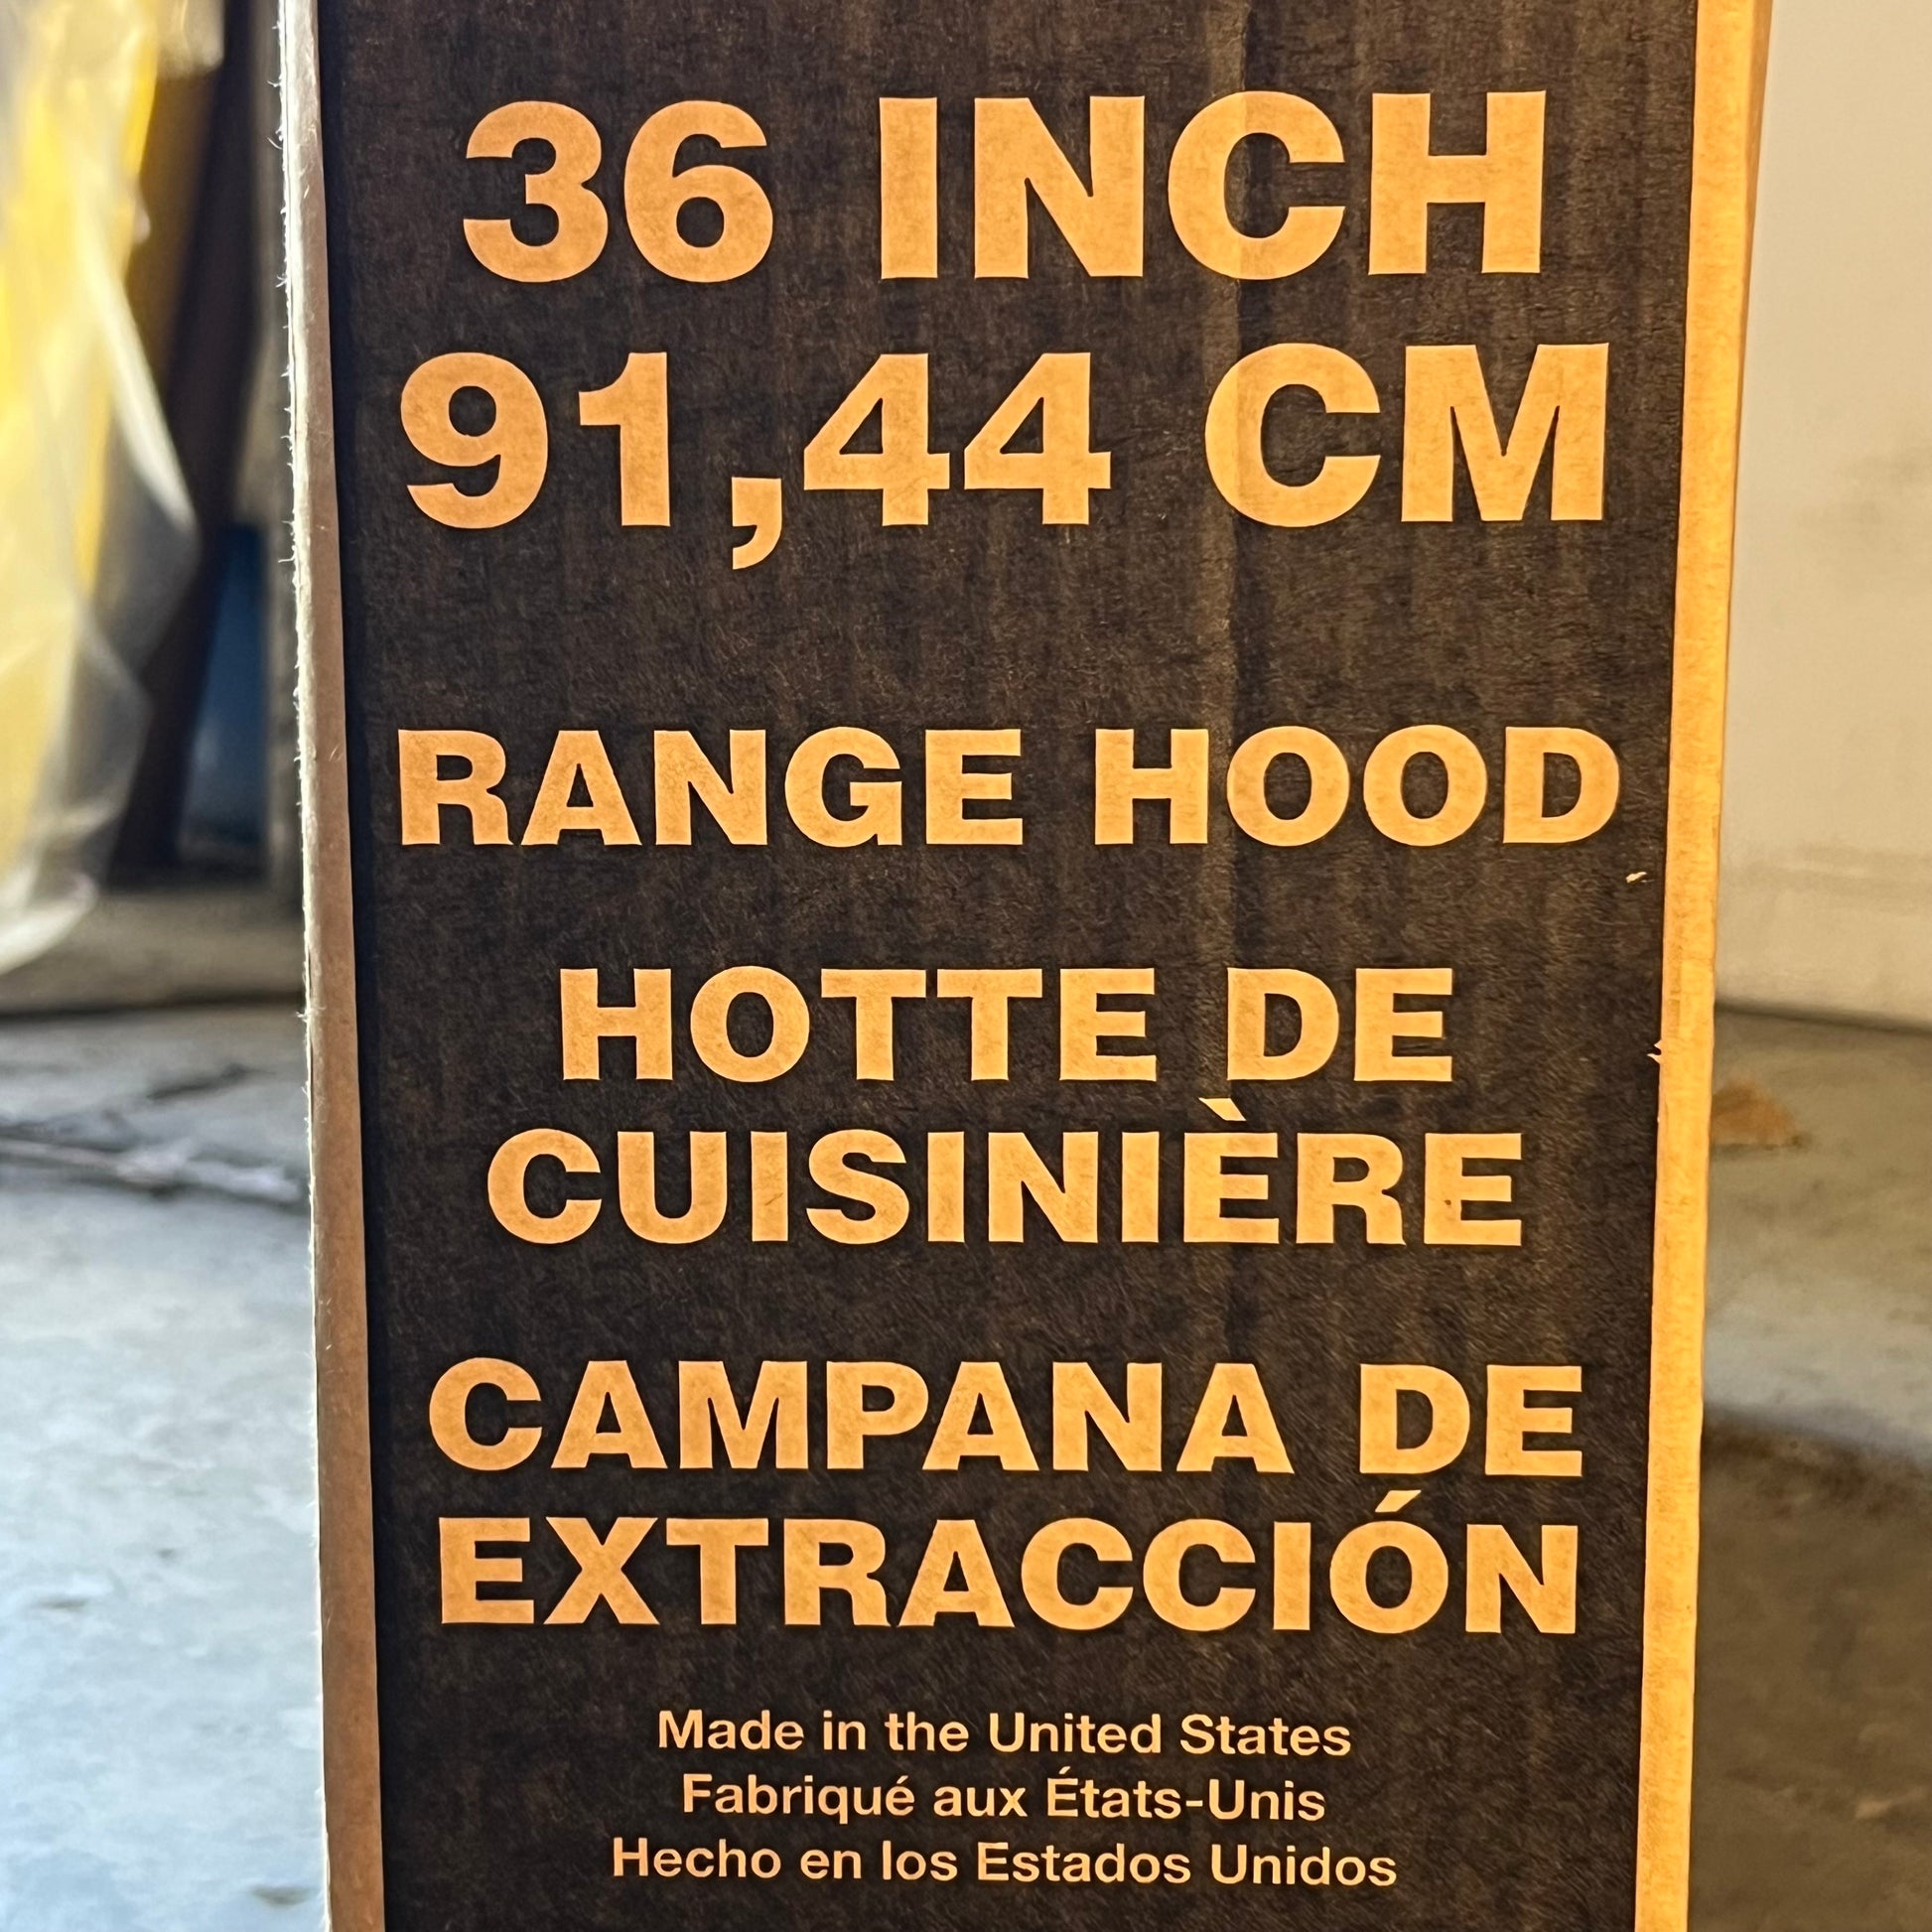 36 INCH
91,44 CM
RANGE HOOD
HOTTE DE
CUISINIÈRE
CAMPANA DE
EXTRACCIÓN
Made in the United States
Fabriqué aux États-Unis
Hecho en los Estados Unidos